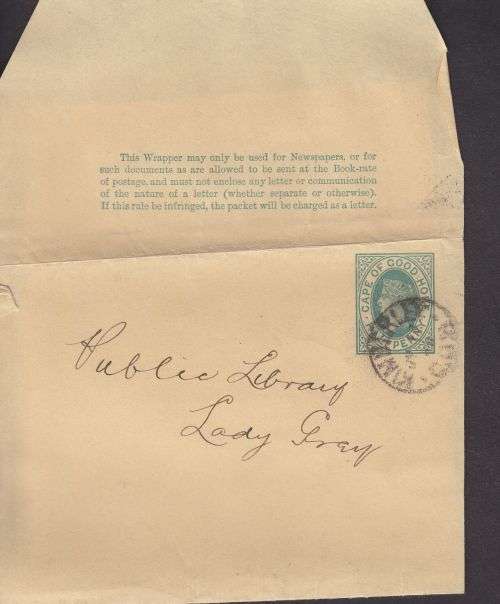 This Wrapper may only be used for Newspapers, or for
such documents as are allowed to be sent at the Book-rate
of postage, and must not enclose any letter or communication
of the nature of a letter (whether separate or otherwise).
If this rule be infringed, the packet will be charged as a letter.
CAPE OF GOOD HO
PENNY
KIMBERLEY
Public Library
Lady Grey